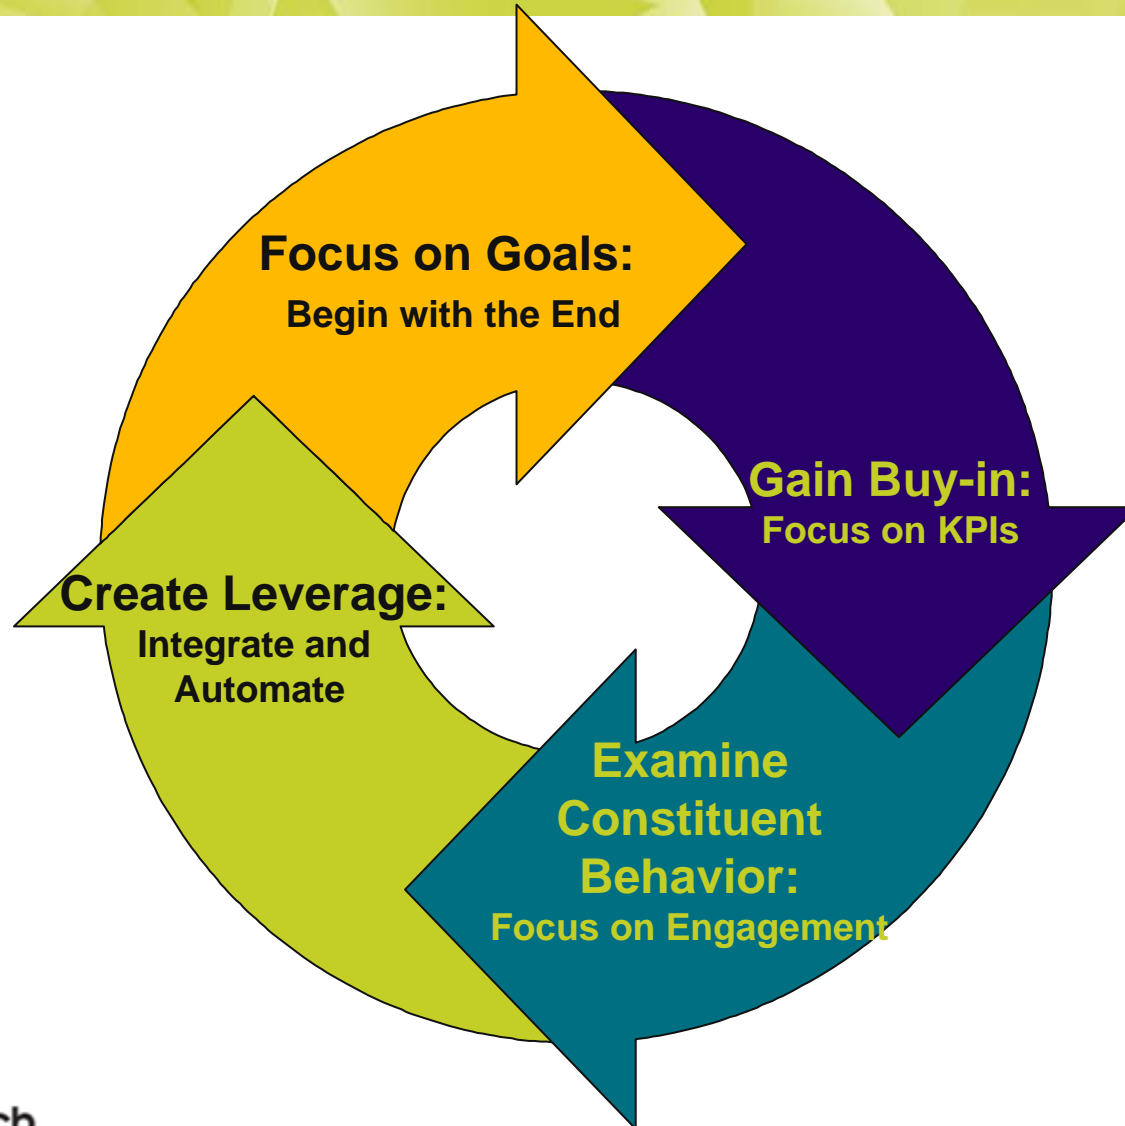 Focus on Goals:
Begin with the End
Gain Buy-in:
Focus on KPIs
Create Leverage:
Integrate and
Automate
Examine
Constituent
Behavior:
Focus on Engagement